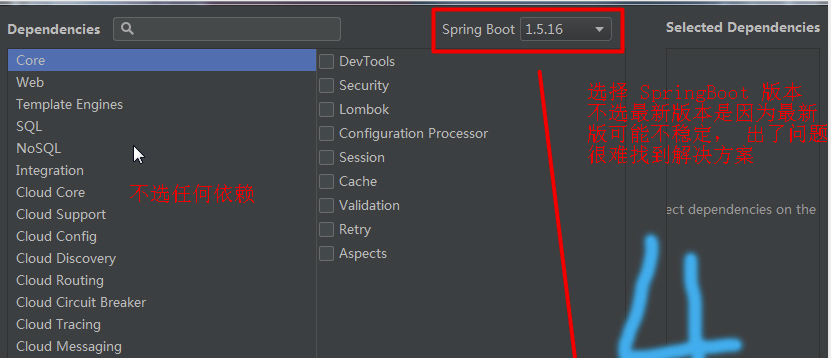 Dependencies
Spring Boot 1.5.16
Selected Dependencies
Core
Web
Template Engines
SQL
NoSQL
Integration
Cloud Core
Cloud Support
Cloud Config
Cloud Discovery
Cloud Routing
Cloud Circuit Breaker
Cloud Tracing
Cloud Messaging
不选任何依赖
DevTools
Security
Lombok
Configuration Processor
Session
Cache
Validation
Retry
Aspects
选择 SpringBoot 版本
不选最新版本是因为最新
版可能不稳定， 出了问题
很难找到解决方案
ect dependencies on the
4